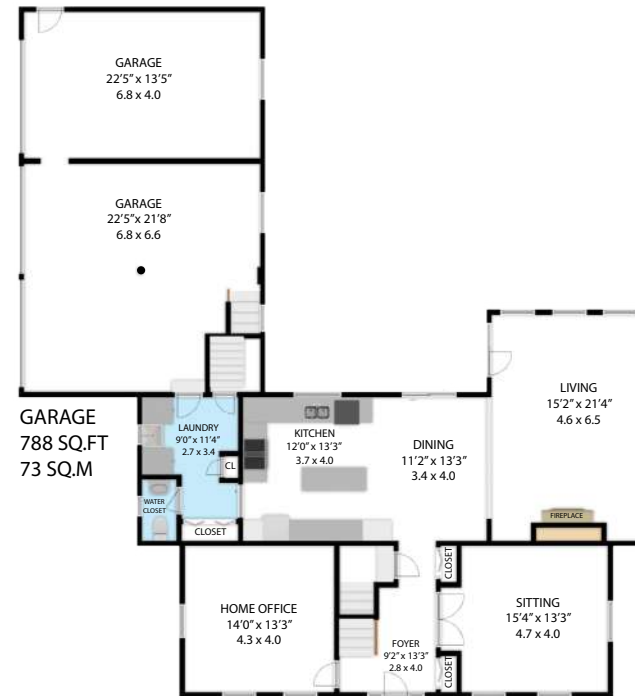 GARAGE
22'5" x 13'5"
6.8 x 4.0
GARAGE
22'5" x 21'8"
6.8 x 6.6
GARAGE
788 SQ.FT
73 SQ.M
LAUNDRY
9'0" x 11'4"
2.7 x 3.4
CL
WATER
CLOSET
CLOSET
KITCHEN
12'0" x 13'3"
3.7 x 4.0
DINING
11'2" x 13'3"
3.4 x 4.0
LIVING
15'2" x 21'4"
4.6 x 6.5
FIREPLACE
HOME OFFICE
14'0" x 13'3"
4.3 x 4.0
FOYER
9'2" x 13'3"
2.8 x 4.0
CLOSET
CLOSET
SITTING
15'4" x 13'3"
4.7 x 4.0